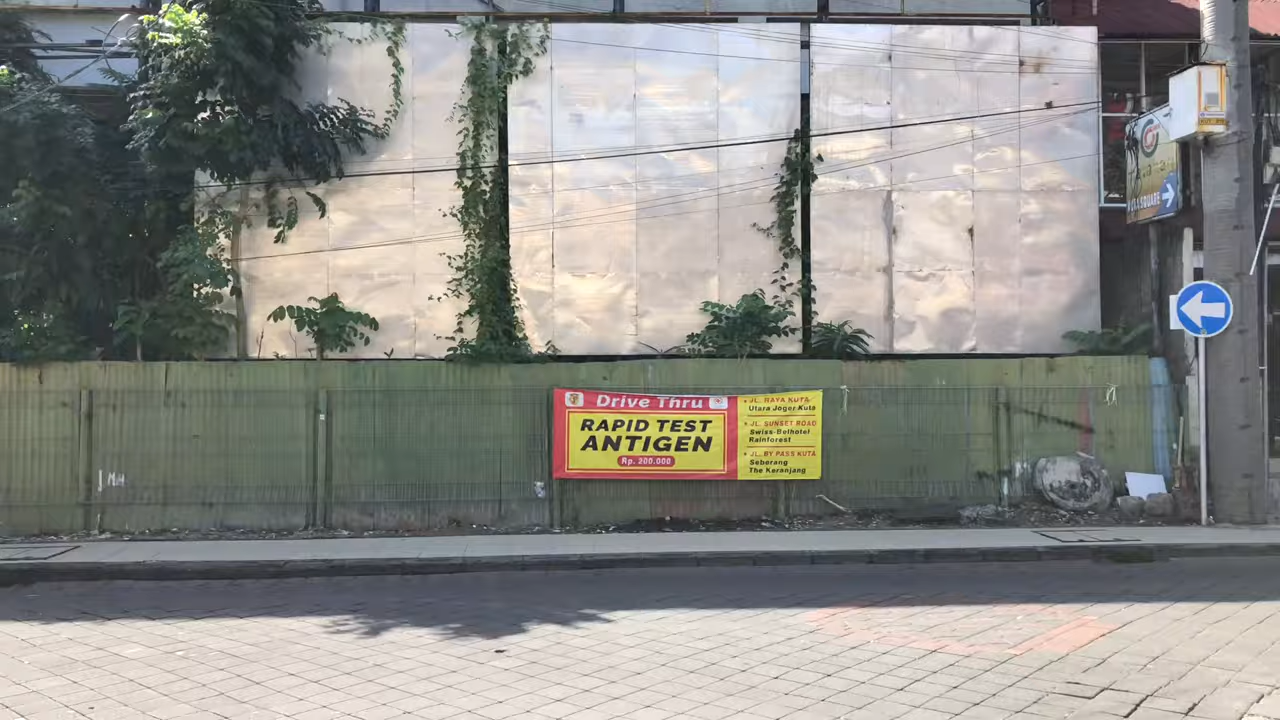 Drive Thru
RAPID TEST
ANTIGEN
Rp. 200.000
• JL. RAYA KUTA
Utara Joger Kuta
• JL. SUNSET ROAD
Swiss-Belhotel
Rainforest
• JL. BY PASS KUTA
Seberang
The Keranjang
SQUARE